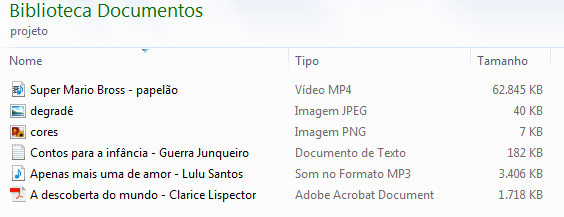 Biblioteca Documentos
projeto
Nome Tipo Tamanho
Super Mario Bross - papelão Vídeo MP4 62.845 KB
degradê Imagem JPEG 40 KB
cores Imagem PNG 7 KB
Contos para a infância - Guerra Junqueiro Documento de Texto 182 KB
Apenas mais uma de amor - Lulu Santos Som no Formato MP3 3.406 KB
A descoberta do mundo - Clarice Lispector Adobe Acrobat Document 1.718 KB